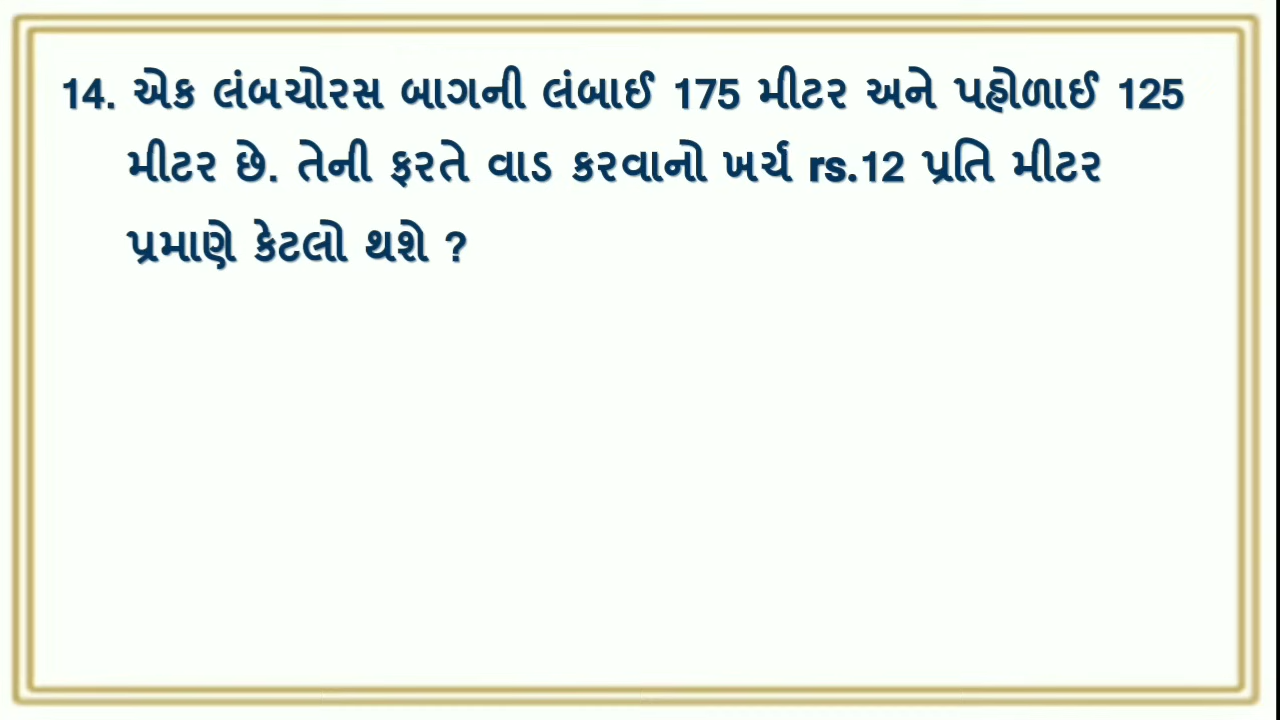 14. એક લંબચોરસ બાગની લંબાઈ 175 મીટર અને પહોળાઈ 125
મીટર છે. તેની ફરતે વાડ કરવાનો ખર્ચ rs.12 પ્રતિ મીટર
પ્રમાણે કેટલો થશે ?